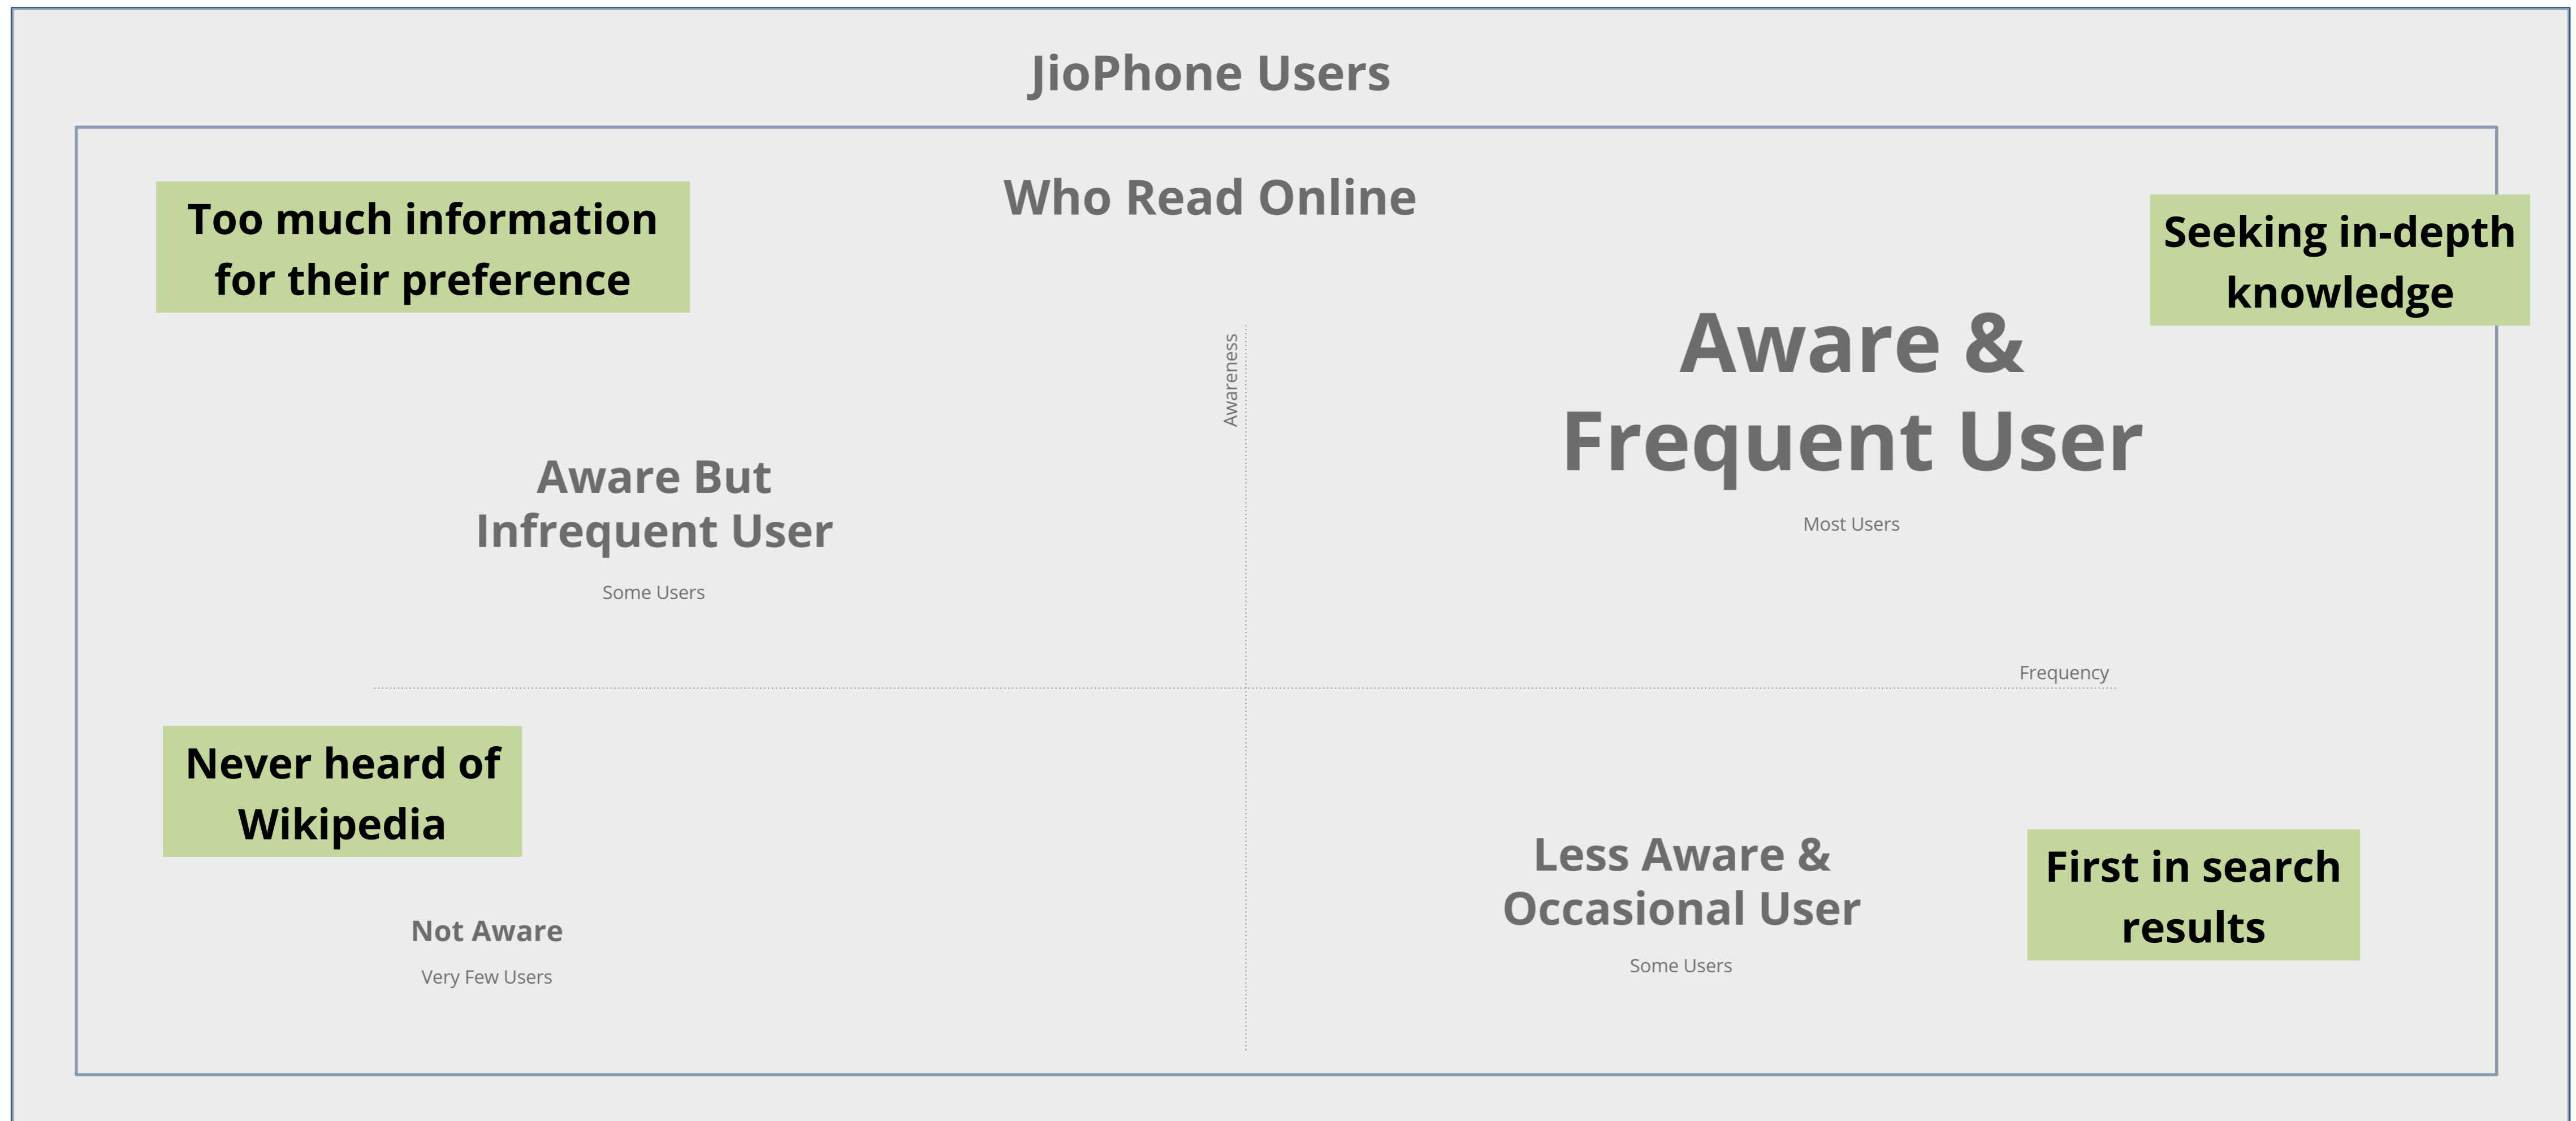 JioPhone Users
Who Read Online
Too much information
for their preference
Seeking in-depth
knowledge
Awareness
Aware &
Frequent User
Most Users
Aware But
Infrequent User
Some Users
Frequency
Never heard of
Wikipedia
Not Aware
Very Few Users
Less Aware &
Occasional User
Some Users
First in search
results